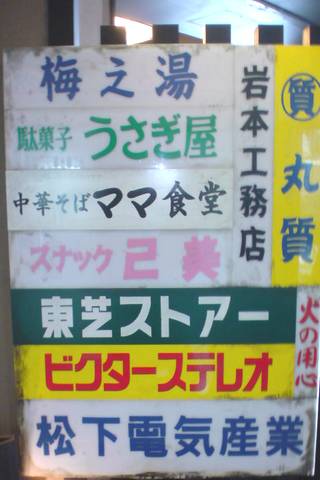 梅之湯
駄菓子 うさぎ屋
中華そば ママ食堂
スナック 己美
東芝ストアー
ビクターステレオ
松下電気産業
岩本工務店
質 丸質
火の用心